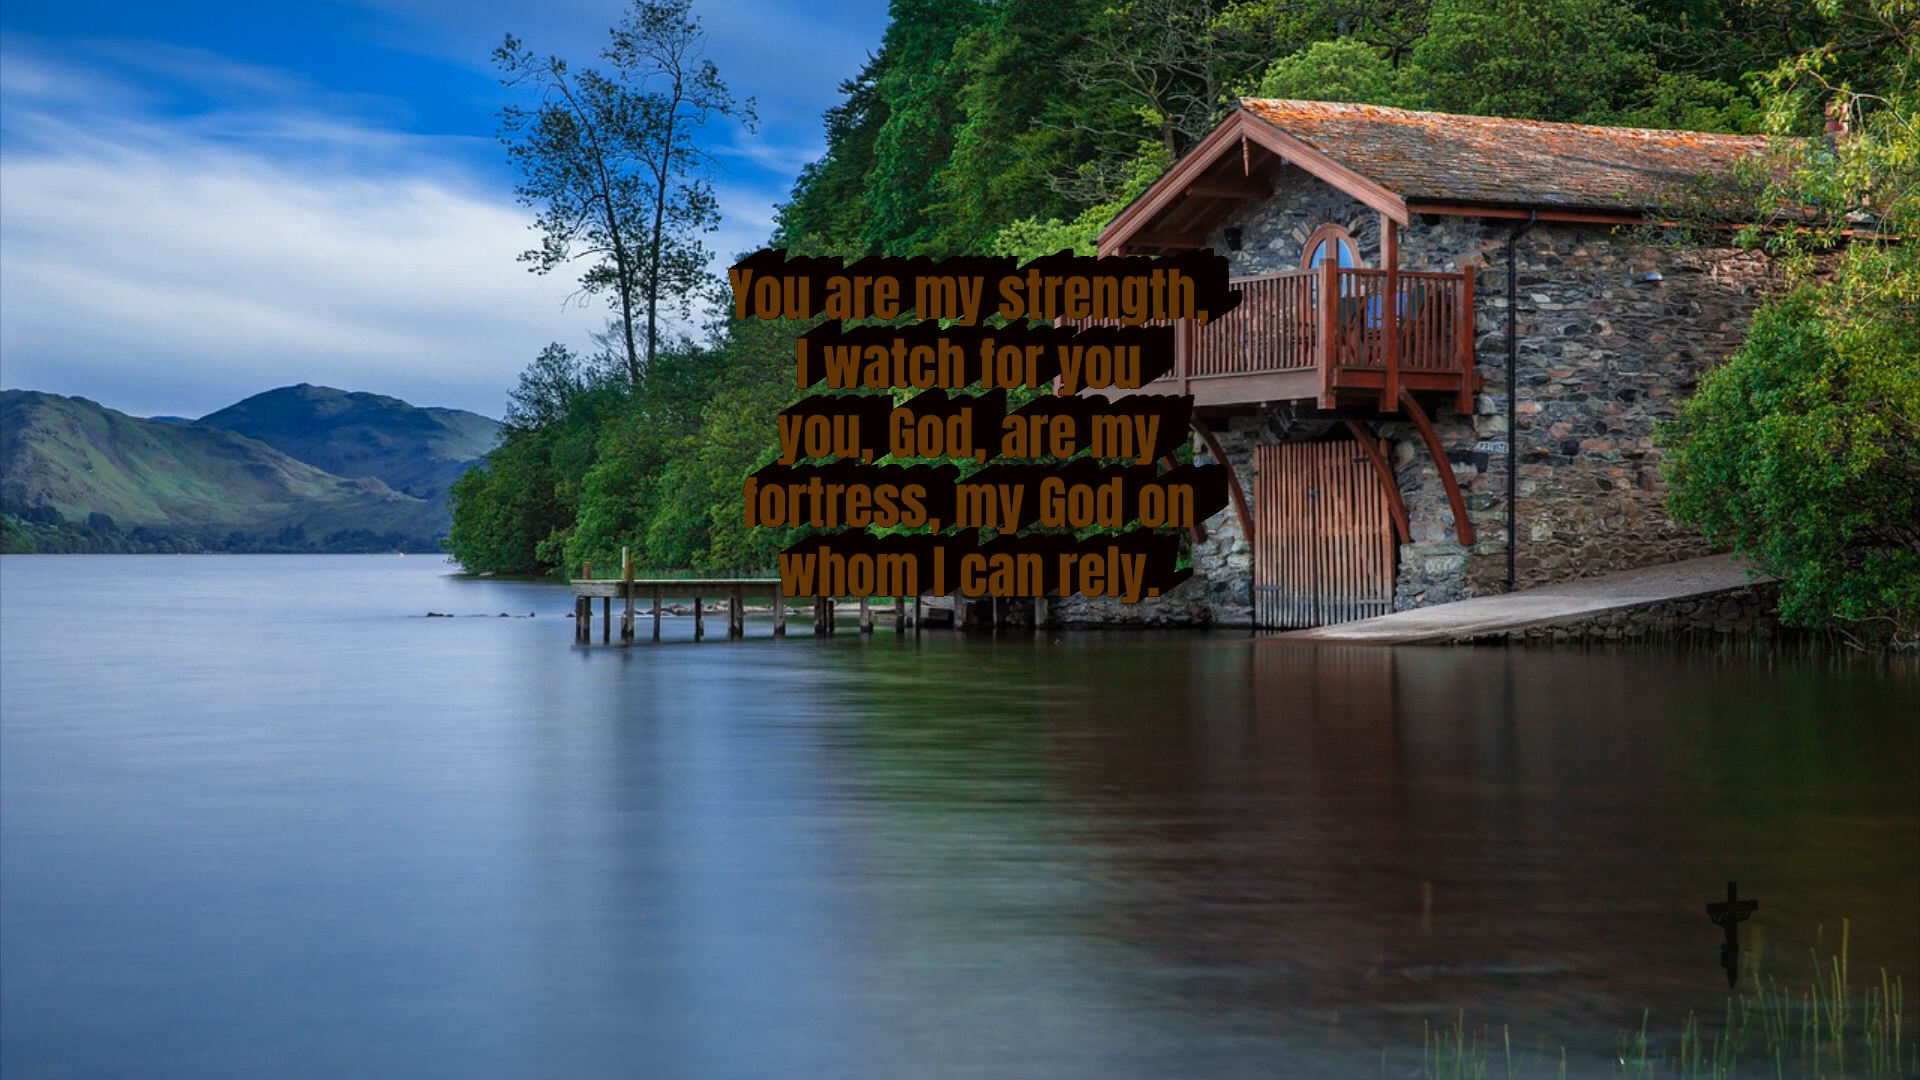 You are my strength,
I watch for you
you, God, are my
fortress, my God on
whom I can rely.